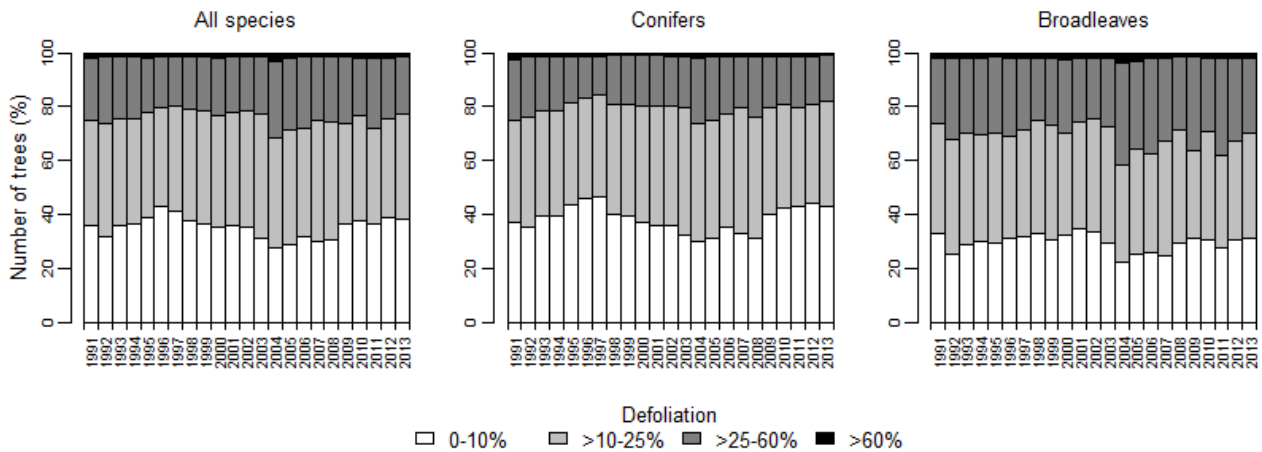 All species
Conifers
Broadleaves
Number of trees (%)
0 20 40 60 80 100
0 20 40 60 80 100
0 20 40 60 80 100
1991 1992 1993 1994 1995 1996 1997 1998 1999 2000 2001 2002 2003 2004 2005 2006 2007 2008 2009 2010 2011 2012 2013
1991 1992 1993 1994 1995 1996 1997 1998 1999 2000 2001 2002 2003 2004 2005 2006 2007 2008 2009 2010 2011 2012 2013
1991 1992 1993 1994 1995 1996 1997 1998 1999 2000 2001 2002 2003 2004 2005 2006 2007 2008 2009 2010 2011 2012 2013
Defoliation
0-10% >10-25% >25-60% >60%